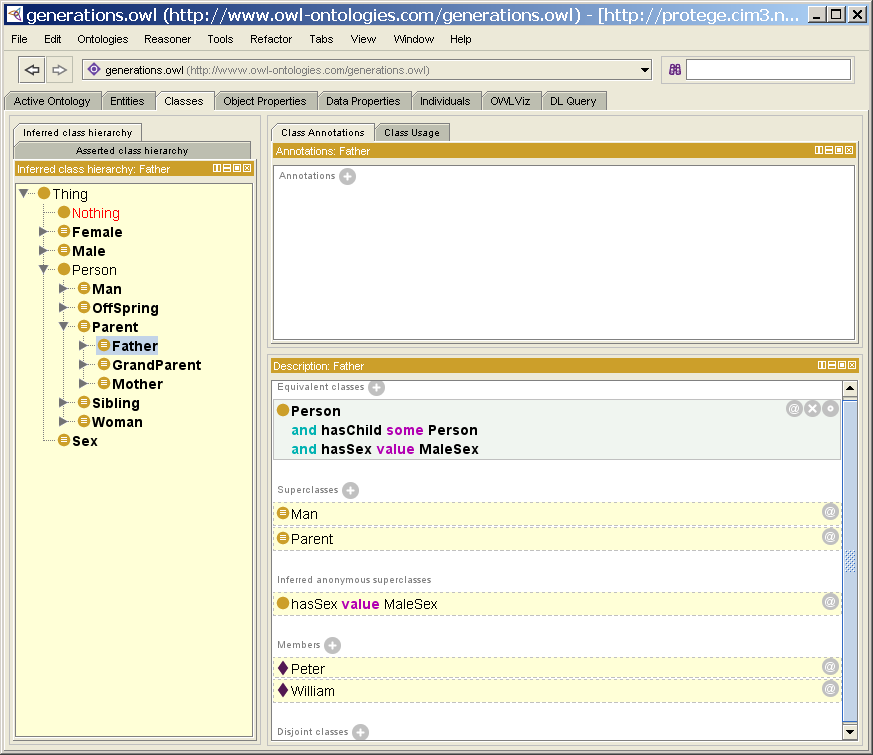 generations.owl (http://www.owl-ontologies.com/generations.owl) - [http://protege.cim3.n...
File Edit Ontologies Reasoner Tools Refactor Tabs View Window Help
generations.owl (http://www.owl-ontologies.com/generations.owl)
Active Ontology Entities Classes Object Properties Data Properties Individuals OWLViz DL Query
Inferred class hierarchy
Asserted class hierarchy
Inferred class hierarchy: Father
Thing
Nothing
Female
Male
Person
Man
OffSpring
Parent
Father
GrandParent
Mother
Sibling
Woman
Sex
Class Annotations Class Usage
Annotations: Father
Annotations
Description: Father
Equivalent classes
Person
and hasChild some Person
and hasSex value MaleSex
Superclasses
Man
Parent
Inferred anonymous superclasses
hasSex value MaleSex
Members
Peter
William
Disjoint classes